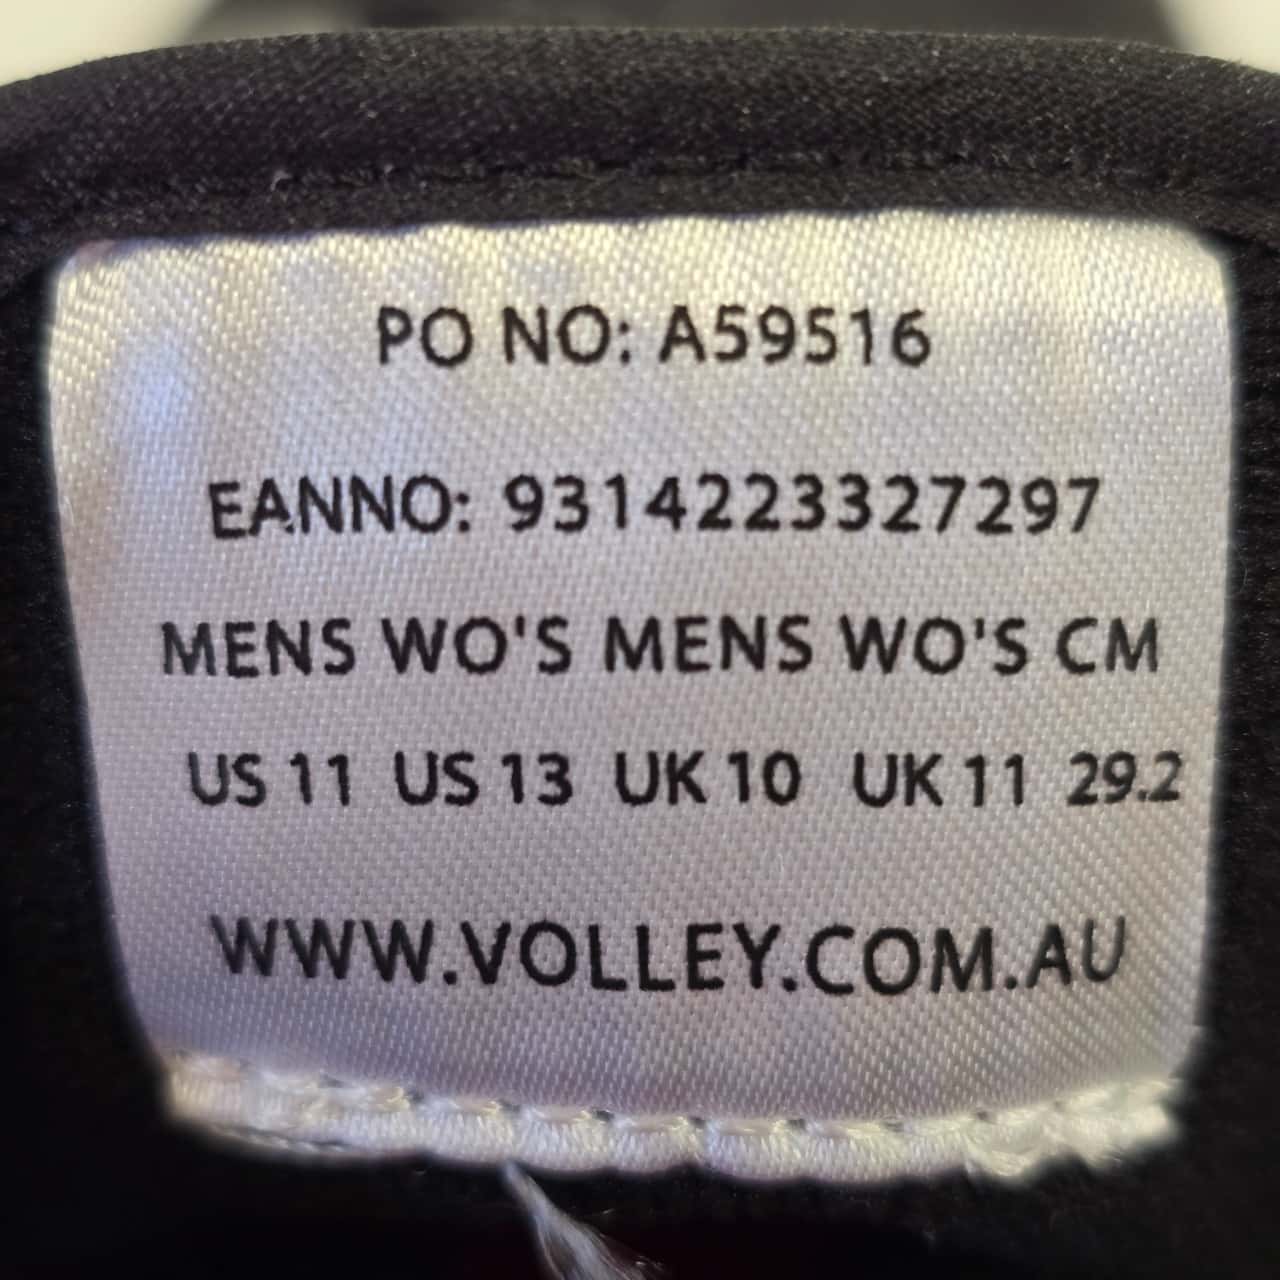 PO NO: A59516
EANNO: 9314223327297
MENS WO'S MENS WO'S CM
US 11 US 13 UK 10 UK 11 29.2
WWW.VOLLEY.COM.AU